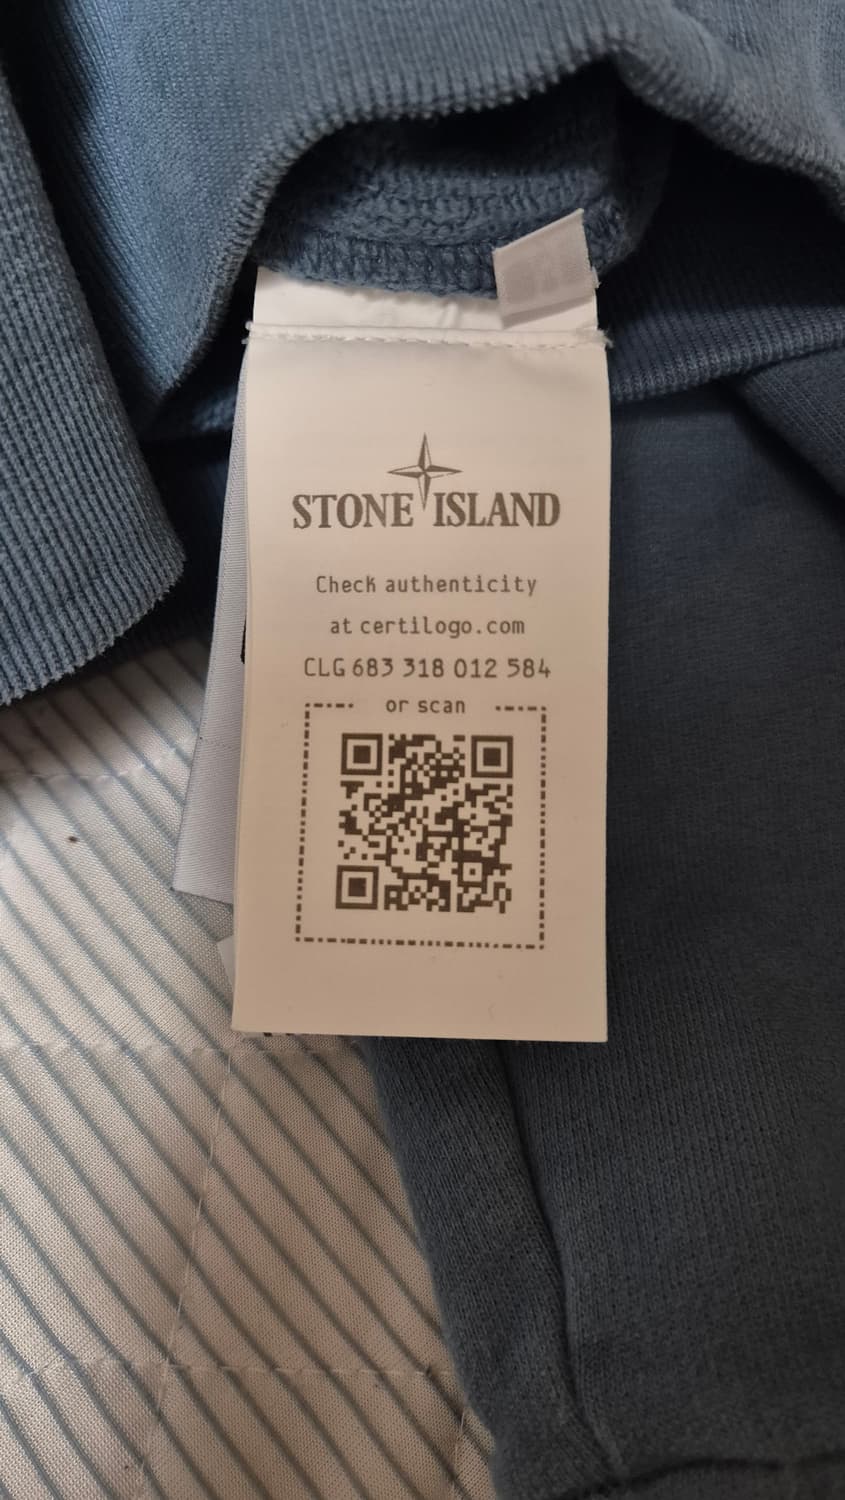 STONE ISLAND
Check authenticity
at certilogo.com
CLG 683 318 012 584
or scan